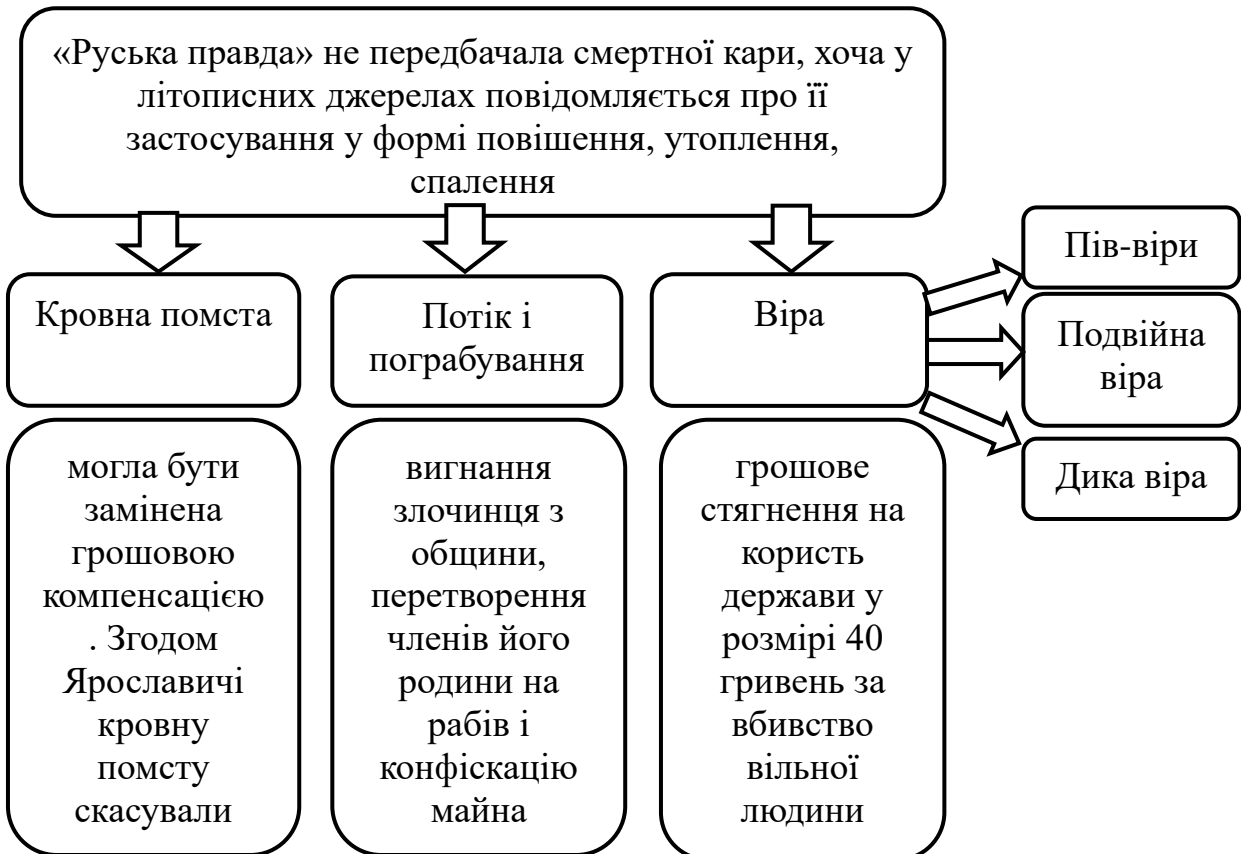 «Руська правда» не передбачала смертної кари, хоча у
літописних джерелах повідомляється про її
застосування у формі повішення, утоплення,
спалення
Кровна помста
Потік і
пограбування
Віра
Пів-віри
Подвійна
віра
Дика віра
могла бути
замінена
грошовою
компенсацією
. Згодом
Ярославичі
кровну
помсту
скасували
вигнання
злочинця з
общини,
перетворення
членів його
родини на
рабів і
конфіскацію
майна
грошове
стягнення на
користь
держави у
розмірі 40
гривень за
вбивство
вільної
людини